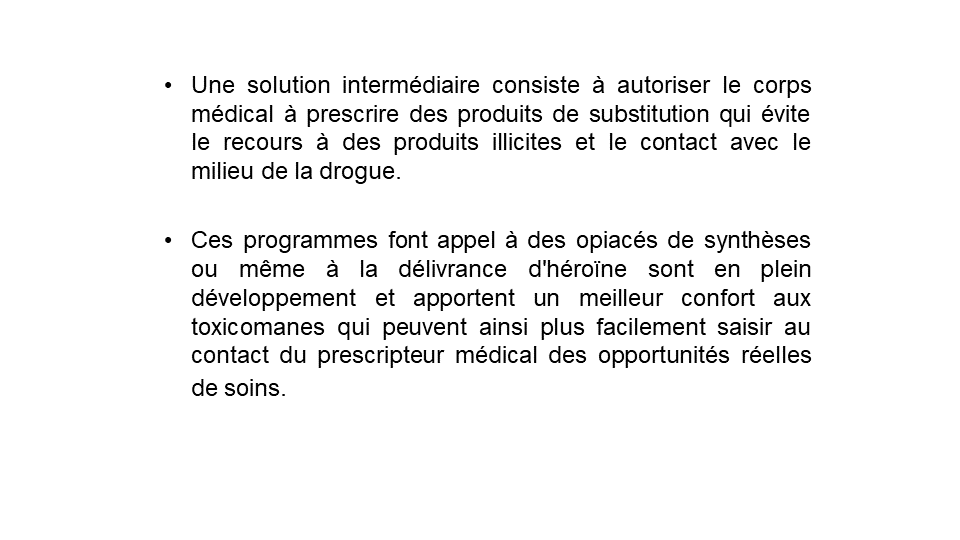 • Une solution intermédiaire consiste à autoriser le corps
médical à prescrire des produits de substitution qui évite
le recours à des produits illicites et le contact avec le
milieu de la drogue.
• Ces programmes font appel à des opiacés de synthèses
ou même à la délivrance d'héroïne sont en plein
développement et apportent un meilleur confort aux
toxicomanes qui peuvent ainsi plus facilement saisir au
contact du prescripteur médical des opportunités réelles
de soins.